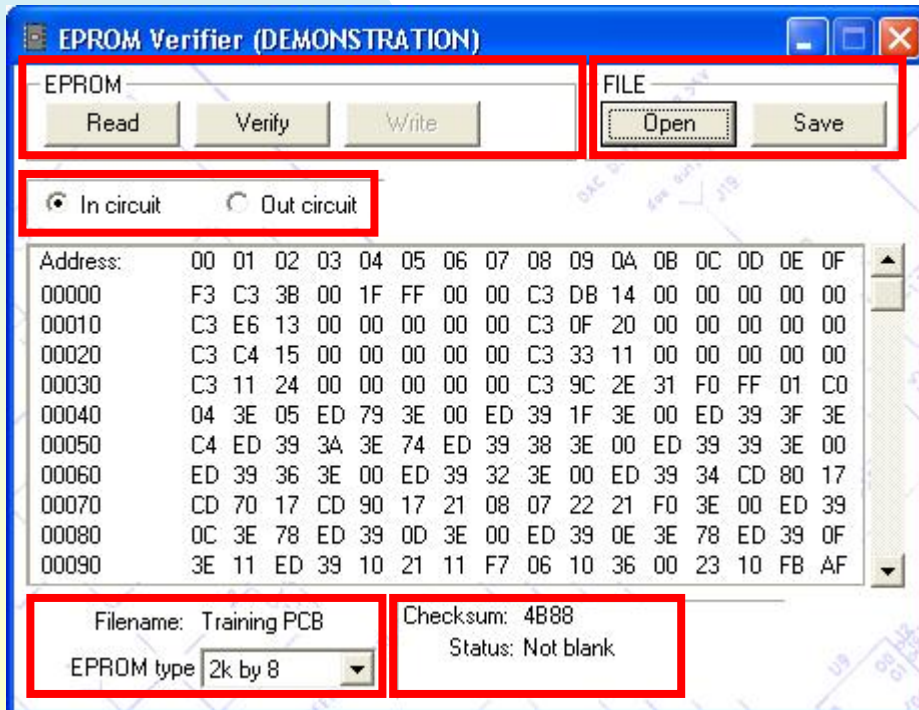 EPROM Verifier (DEMONSTRATION)
EPROM
FILE
Read Verify Write Open Save
In circuit Out circuit
Address: 00 01 02 03 04 05 06 07 08 09 0A 0B 0C 0D 0E 0F
00000 F3 C3 3B 00 1F FF 00 00 C3 DB 14 00 00 00 00 00
00010 C3 E6 13 00 00 00 00 00 C3 0F 20 00 00 00 00 00
00020 C3 C4 15 00 00 00 00 00 C3 33 11 00 00 00 00 00
00030 C3 11 24 00 00 00 00 00 C3 9C 2E 31 F0 FF 01 C0
00040 04 3E 05 ED 79 3E 00 ED 39 1F 3E 00 ED 39 3F 3E
00050 C4 ED 39 3A 3E 74 ED 39 38 3E 00 ED 39 39 3E 00
00060 ED 39 36 3E 00 ED 39 32 3E 00 ED 39 34 CD 80 17
00070 CD 70 17 CD 90 17 21 08 07 22 21 F0 3E 00 ED 39
00080 0C 3E 78 ED 39 0D 3E 00 ED 39 0E 3E 78 ED 39 0F
00090 3E 11 ED 39 10 21 11 F7 06 10 36 00 23 10 FB AF
Filename: Training PCB
Checksum: 4B88
Status: Not blank
EPROM type 2k by 8
J19
U9